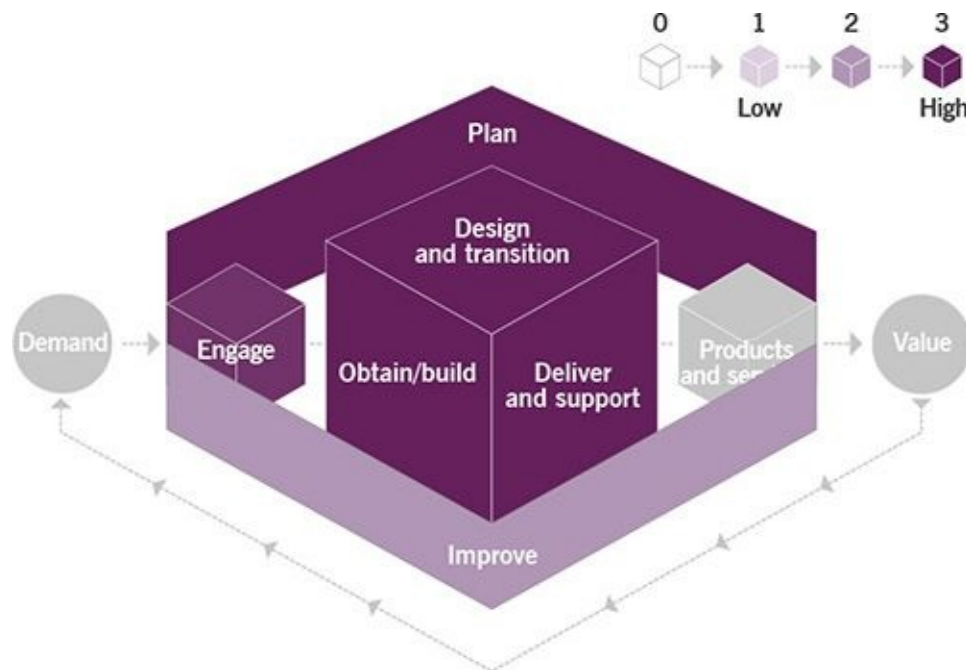 0 1 2 3
Low High
Plan
Design
and transition
Demand
Engage
Obtain/build
Deliver
and support
Products
and
Value
Improve